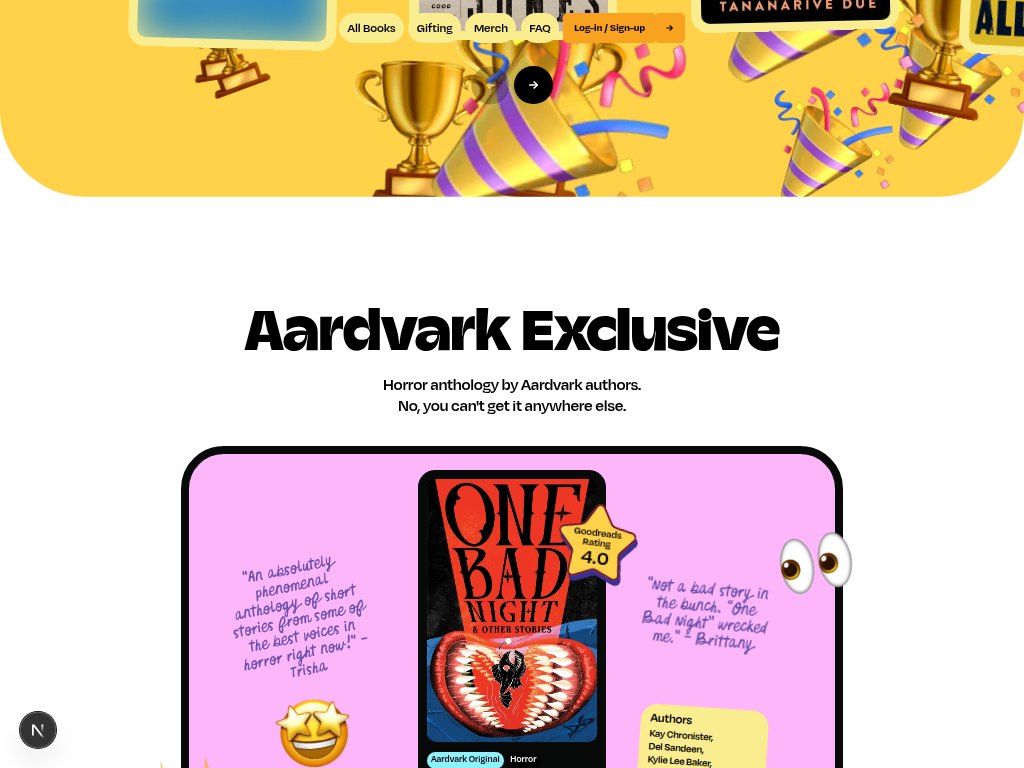 GOOD
TANANARIVE DUE
ALL
All Books
Gifting
Merch
FAQ
Log-in / Sign-up →
→
Aardvark Exclusive
Horror anthology by Aardvark authors.
No, you can't get it anywhere else.
"An absolutely
phenomenal
anthology of short
stories from some of
the best voices in
horror right now!" –
Trisha
ONE
BAD
NIGHT
& OTHER STORIES
Goodreads
Rating
4.0
"Not a bad story in
the bunch. "One
Bad Night" wrecked
me." – Brittany
Authors
Kay Chronister,
Del Sandeen,
Kylie Lee Baker,
Aardvark Original
Horror
N